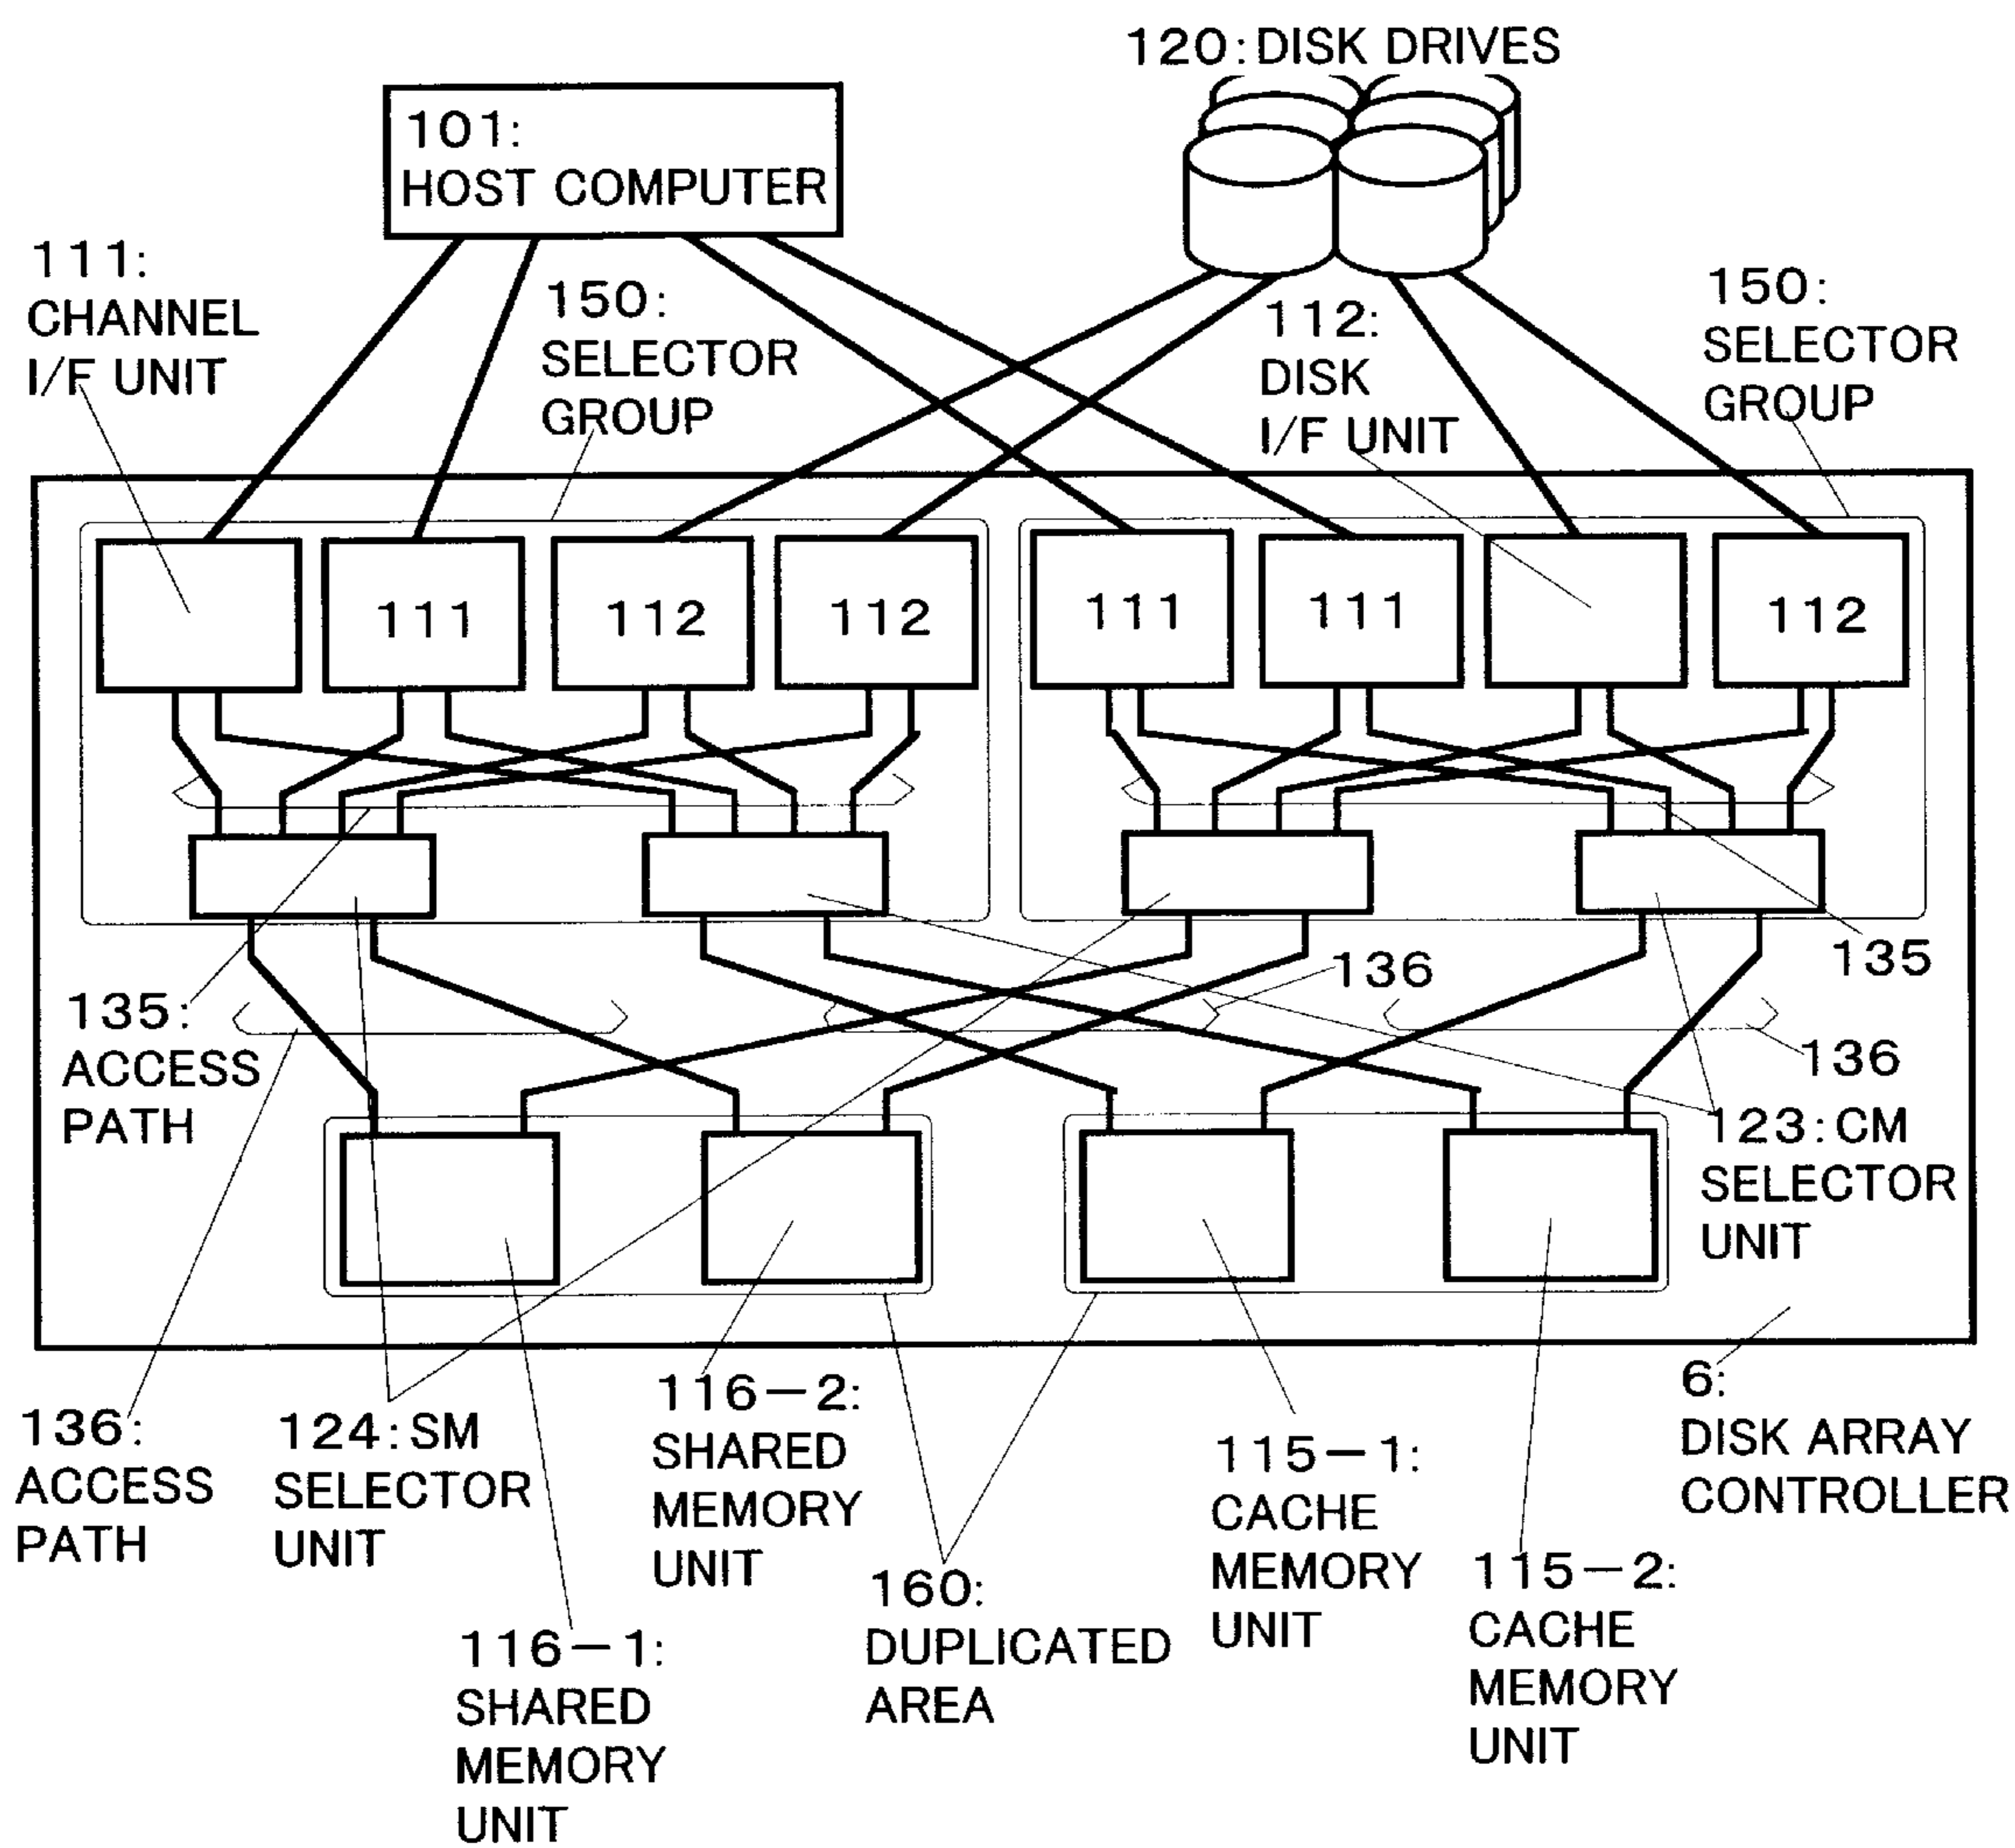 120:DISK DRIVES
101:
HOST COMPUTER
111:
CHANNEL
I/F UNIT
150:
SELECTOR
GROUP
112:
DISK
I/F UNIT
150:
SELECTOR
GROUP
111
112
112
111
111
112
135:
ACCESS
PATH
136
135
136
123:CM
SELECTOR
UNIT
136:
ACCESS
PATH
124:SM
SELECTOR
UNIT
116-2:
SHARED
MEMORY
UNIT
115-1:
CACHE
MEMORY
UNIT
6:
DISK ARRAY
CONTROLLER
116-1:
SHARED
MEMORY
UNIT
160:
DUPLICATED
AREA
115-2:
CACHE
MEMORY
UNIT